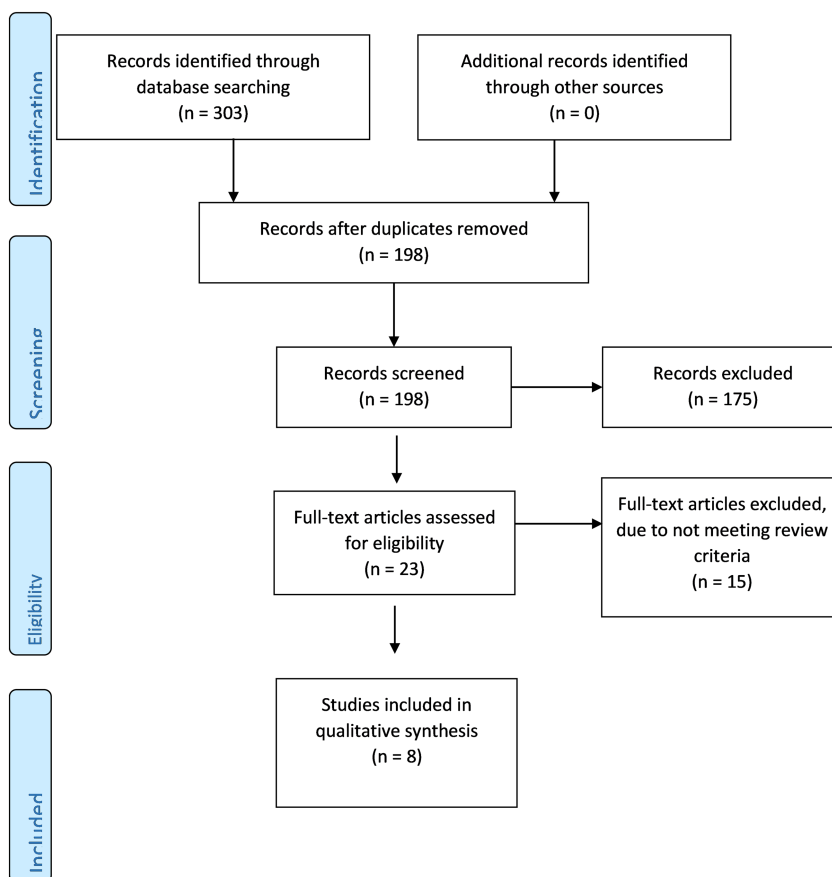 Identification
Records identified through
database searching
(n = 303)
Additional records identified
through other sources
(n = 0)
Records after duplicates removed
(n = 198)
Screening
Records screened
(n = 198)
Records excluded
(n = 175)
Eligibility
Full-text articles assessed
for eligibility
(n = 23)
Full-text articles excluded,
due to not meeting review
criteria
(n = 15)
Included
Studies included in
qualitative synthesis
(n = 8)